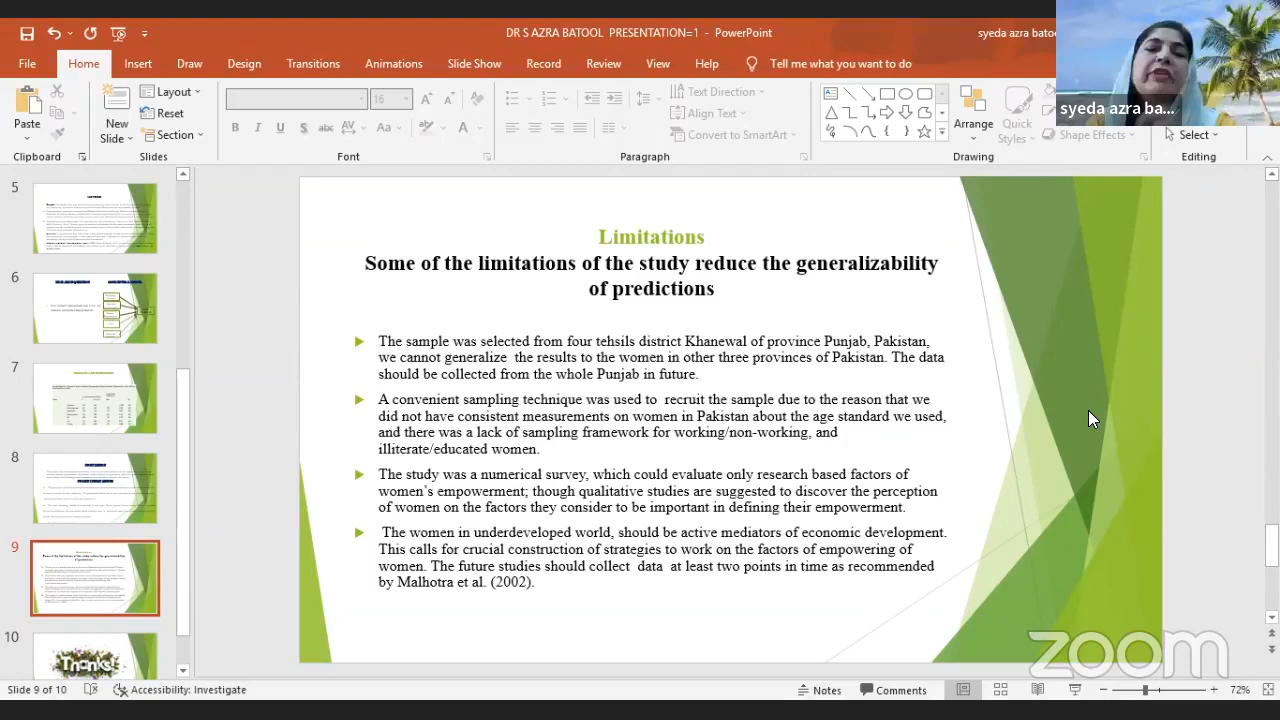 DR S AZRA BATOOL PRESENTATION=1 - PowerPoint
syeda azra batoo
File Home Insert Draw Design Transitions Animations Slide Show Record Review View Help Tell me what you want to do
syeda azra ba...
Paste
New
Slide
Layout
Reset
Section
16
B I U S abc AV Aa A
Text Direction
Align Text
Convert to SmartArt
Arrange
Quick
Styles
Shape Effects
Select
Clipboard Slides Font Paragraph Drawing Editing
5
6
7
8
9
10
Thanks!
Limitations
Some of the limitations of the study reduce the generalizability
of predictions
The sample was selected from four tehsils district Khanewal of province Punjab, Pakistan,
we cannot generalize the results to the women in other three provinces of Pakistan. The data
should be collected from the whole Punjab in future.
A convenient sampling technique was used to recruit the sample due to the reason that we
did not have consistent measurements on women in Pakistan about the age standard we used,
and there was a lack of sampling framework for working/non-working, and
illiterate/educated women.
The study was a numerical survey, which could evaluate only research based factors of
women's empowerment; though qualitative studies are suggested to discover the perception
of women on the factors they consider to be important in defining their empowerment.
The women in underdeveloped world, should be active mediators of economic development.
This calls for crucial construction of strategies to work on the factors of empowering of
women. The future studies should collect data at least two points in time as recommended
by Malhotra et al. (2002).
zoom
Slide 9 of 10 Accessibility: Investigate Notes Comments 72%